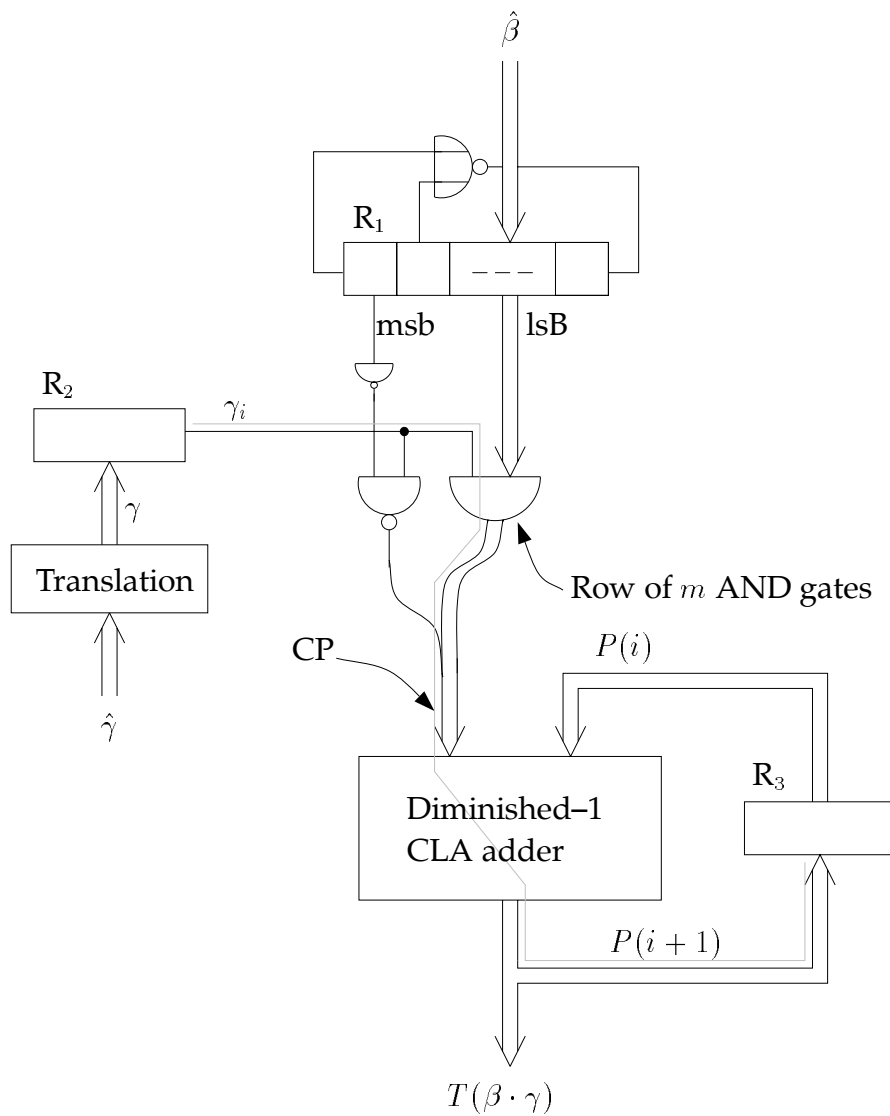 β̂
R₁
msb
lsB
R₂
γᵢ
γ
Translation
Row of m AND gates
CP
P(i)
γ̂
R₃
Diminished–1
CLA adder
P(i + 1)
T(β · γ)